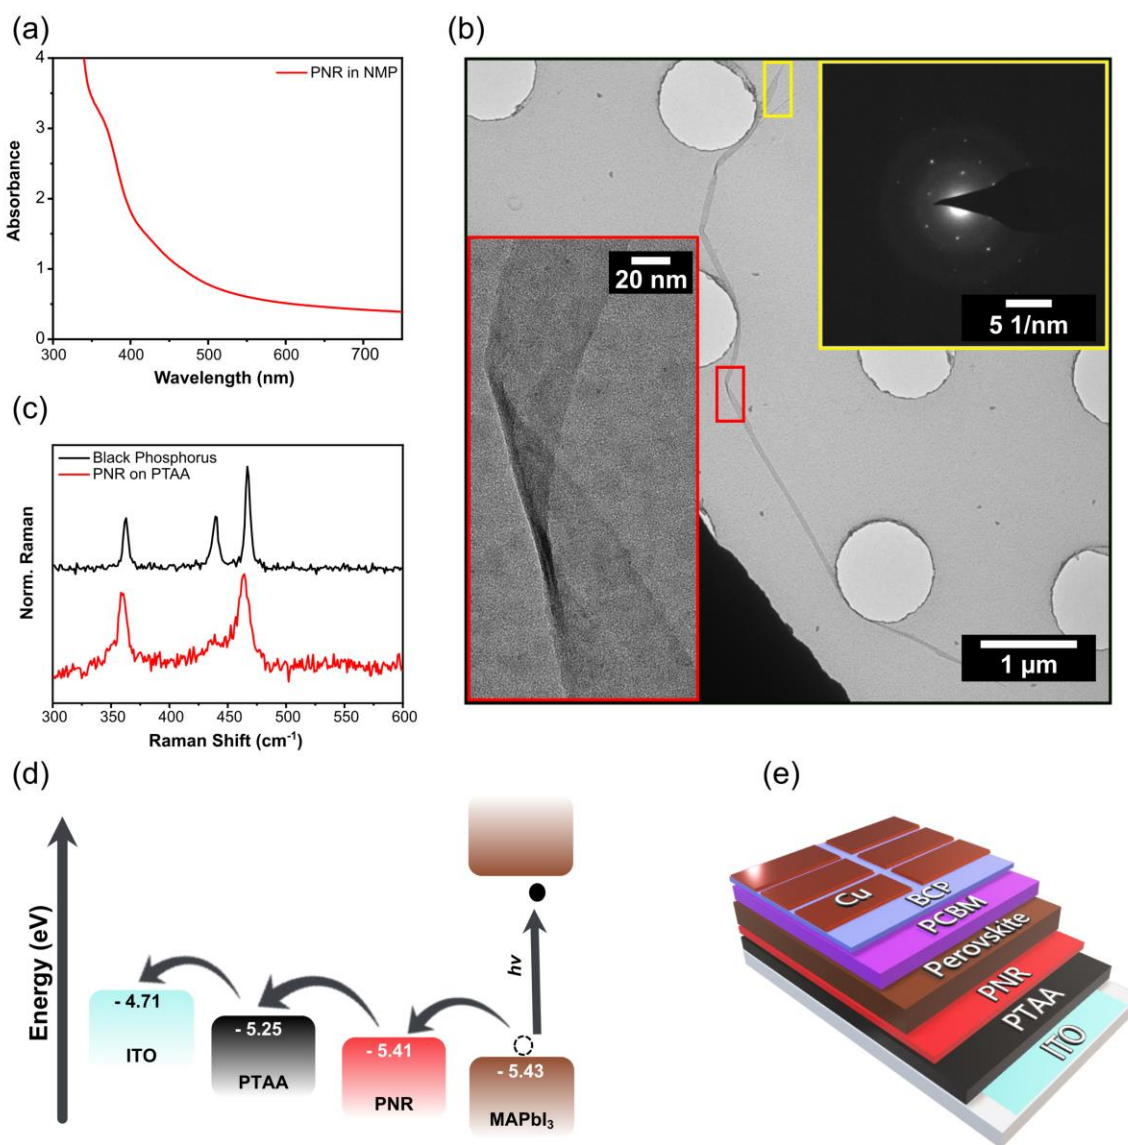 (a)
4
3
2
1
0
Absorbance
PNR in NMP
300 400 500 600 700
Wavelength (nm)
(b)
20 nm
5 1/nm
1 μm
(c)
Black Phosphorus
PNR on PTAA
Norm. Raman
300 350 400 450 500 550 600
Raman Shift (cm⁻¹)
(d)
Energy (eV)
- 4.71
ITO
- 5.25
PTAA
- 5.41
PNR
hν
- 5.43
MAPbI₃
(e)
Cu
BCP
PCBM
Perovskite
PNR
PTAA
ITO